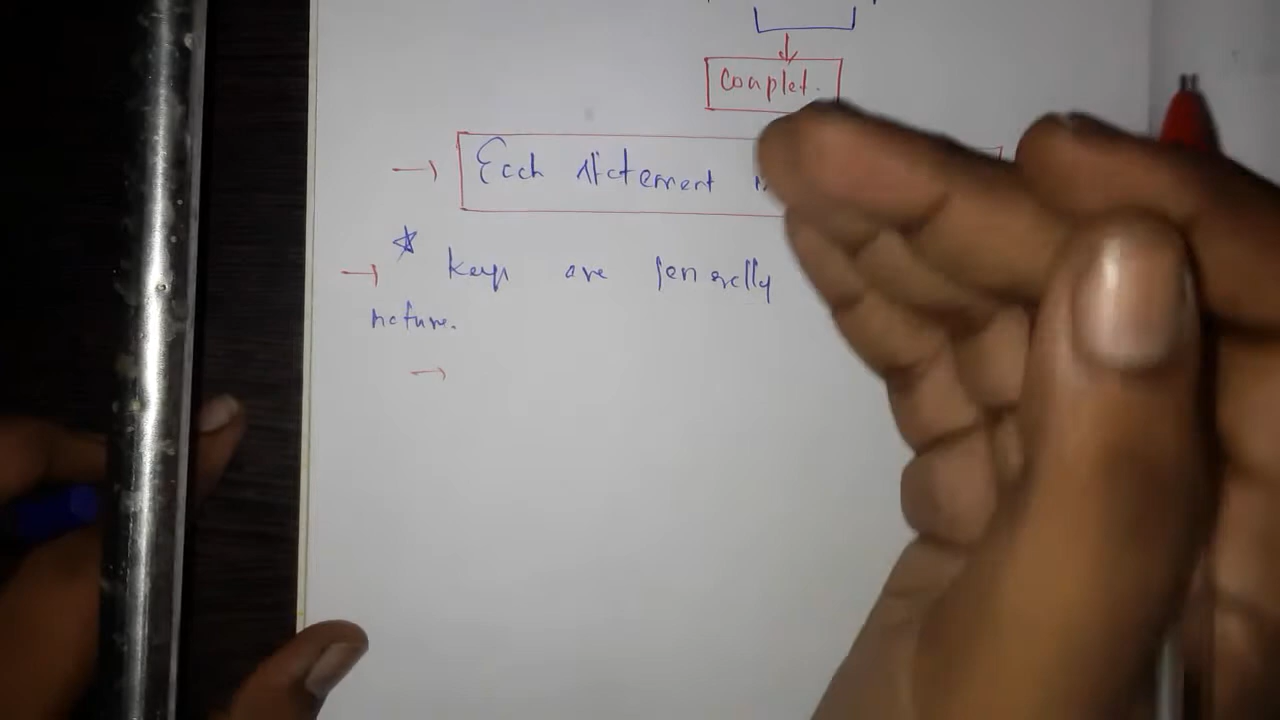 Couplet.
→ Each statement
→ * keys are generally
nature.
→